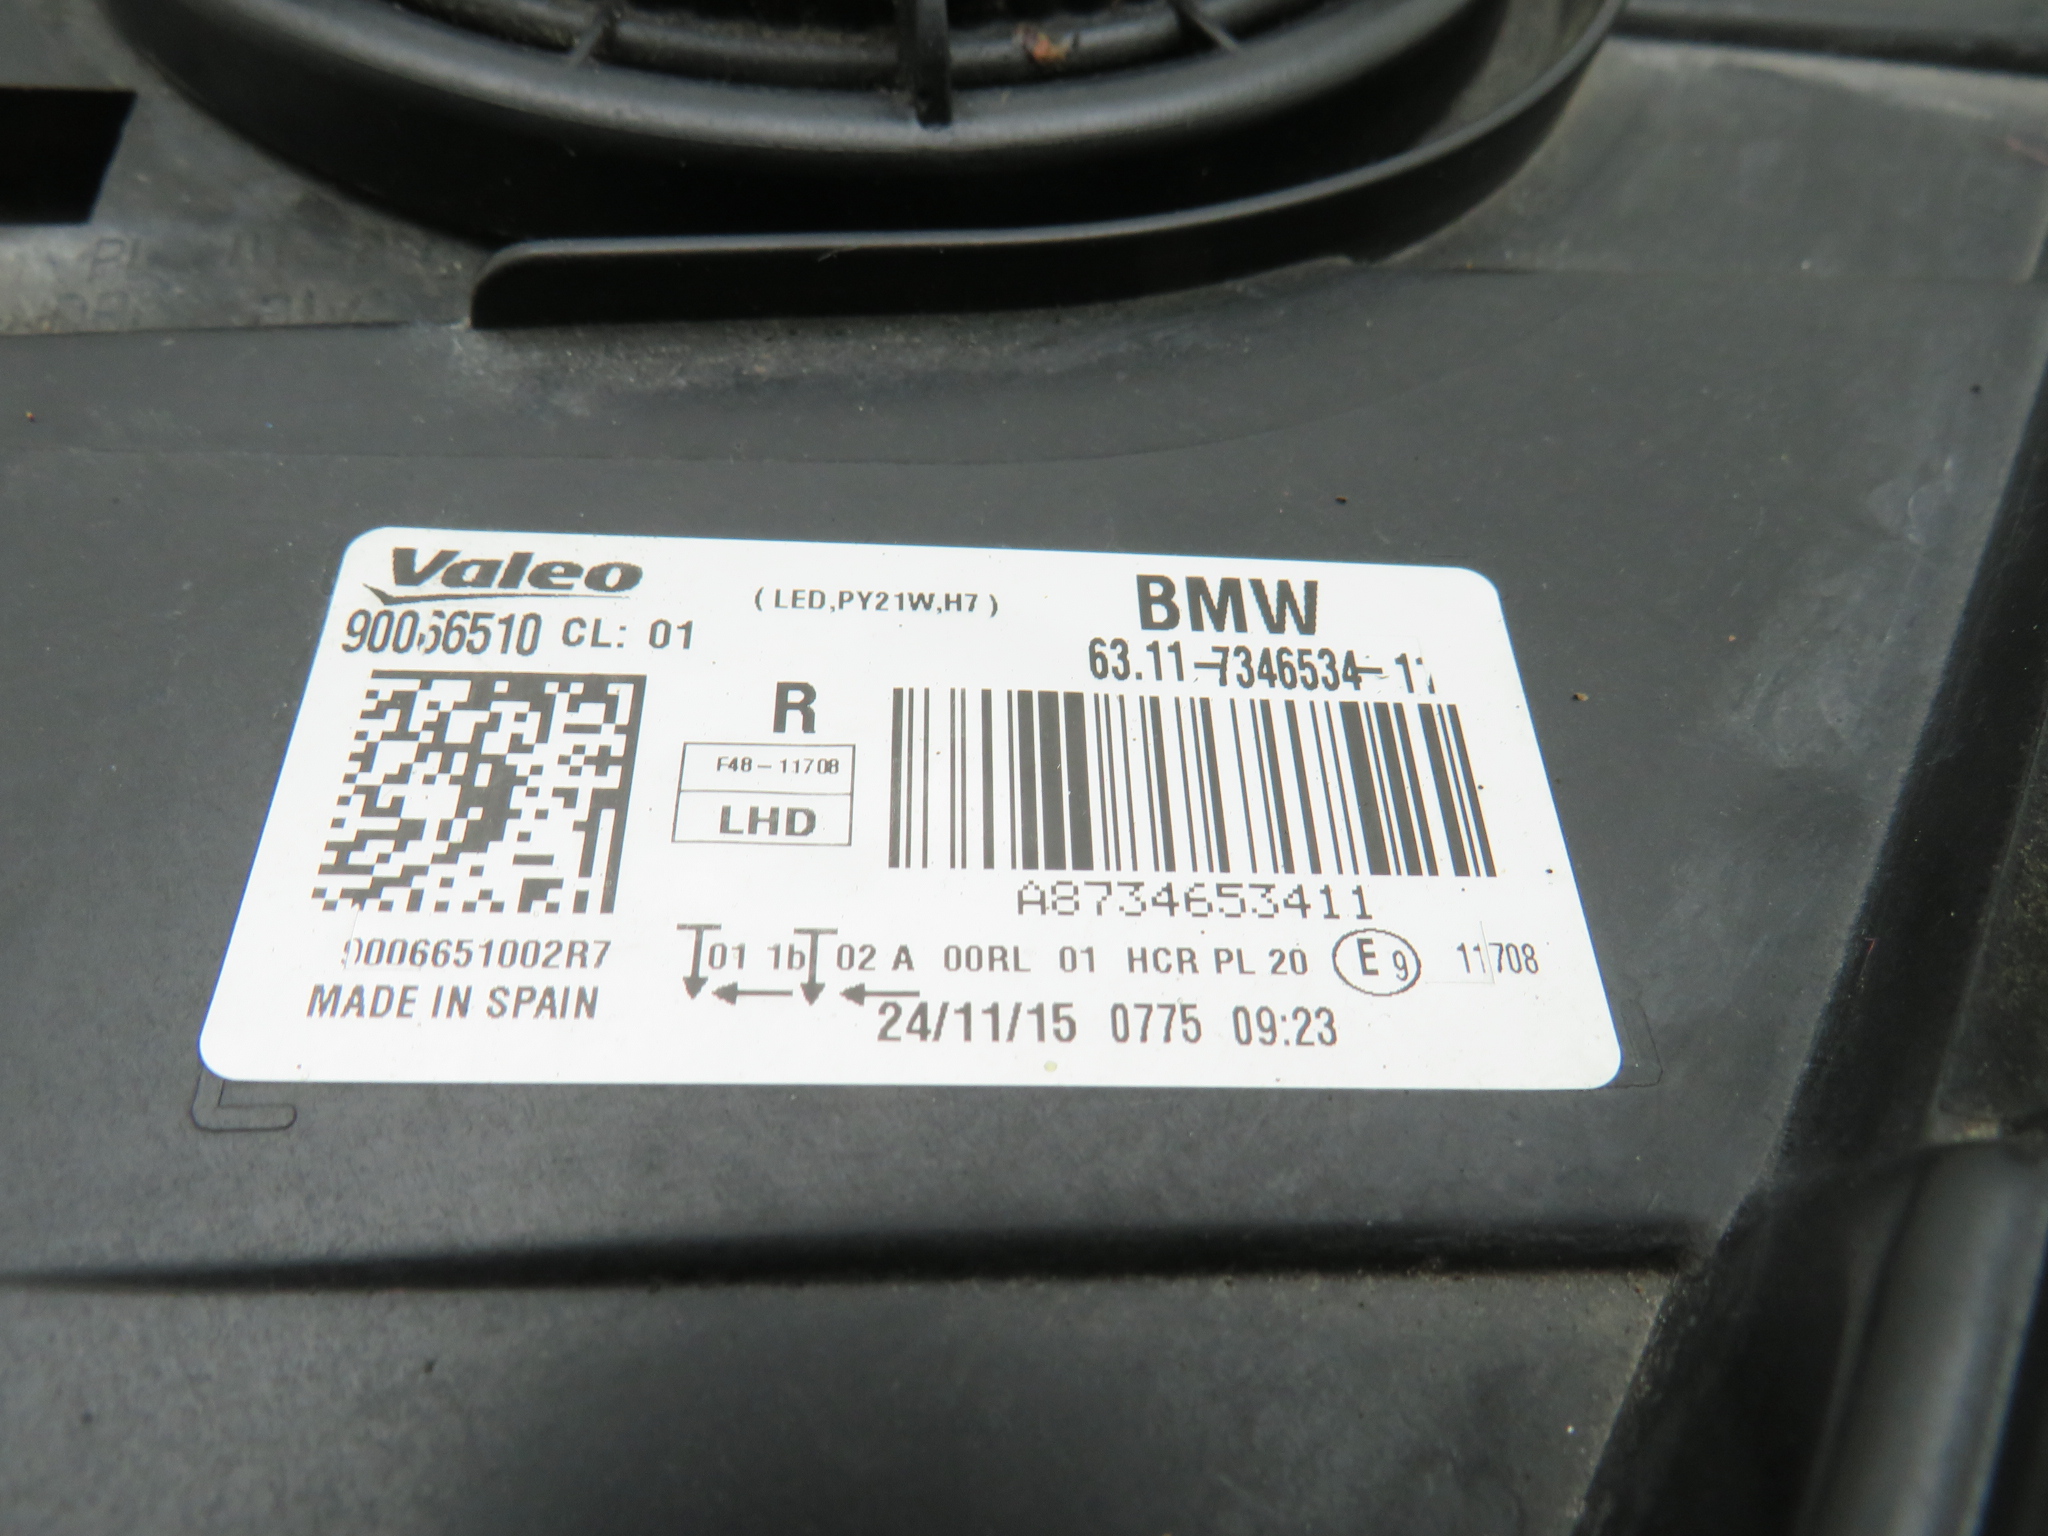 Valeo
(LED,PY21W,H7)
BMW
90066510 CL: 01
63.11-7346534-11
R
F48-11708
LHD
A8734653411
9006651002R7
01 1b 02 A 00RL 01 HCR PL 20 E9 11708
MADE IN SPAIN
24/11/15 0775 09:23